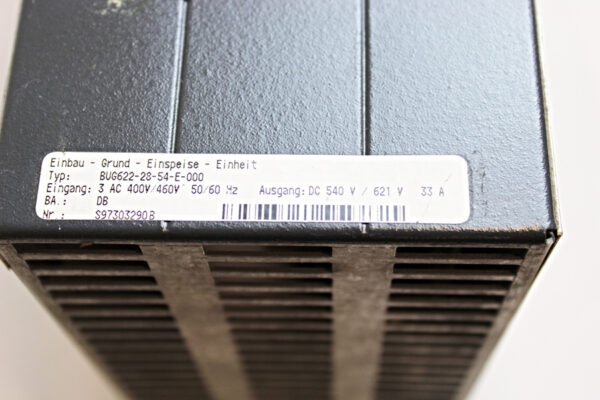 Einbau - Grund - Einspeise - Einheit
Typ: BUG622-28-54-E-000
Eingang: 3 AC 400V/460V 50/60 Hz Ausgang: DC 540 V / 621 V 33 A
BA.: DB
Nr.: S97303290B